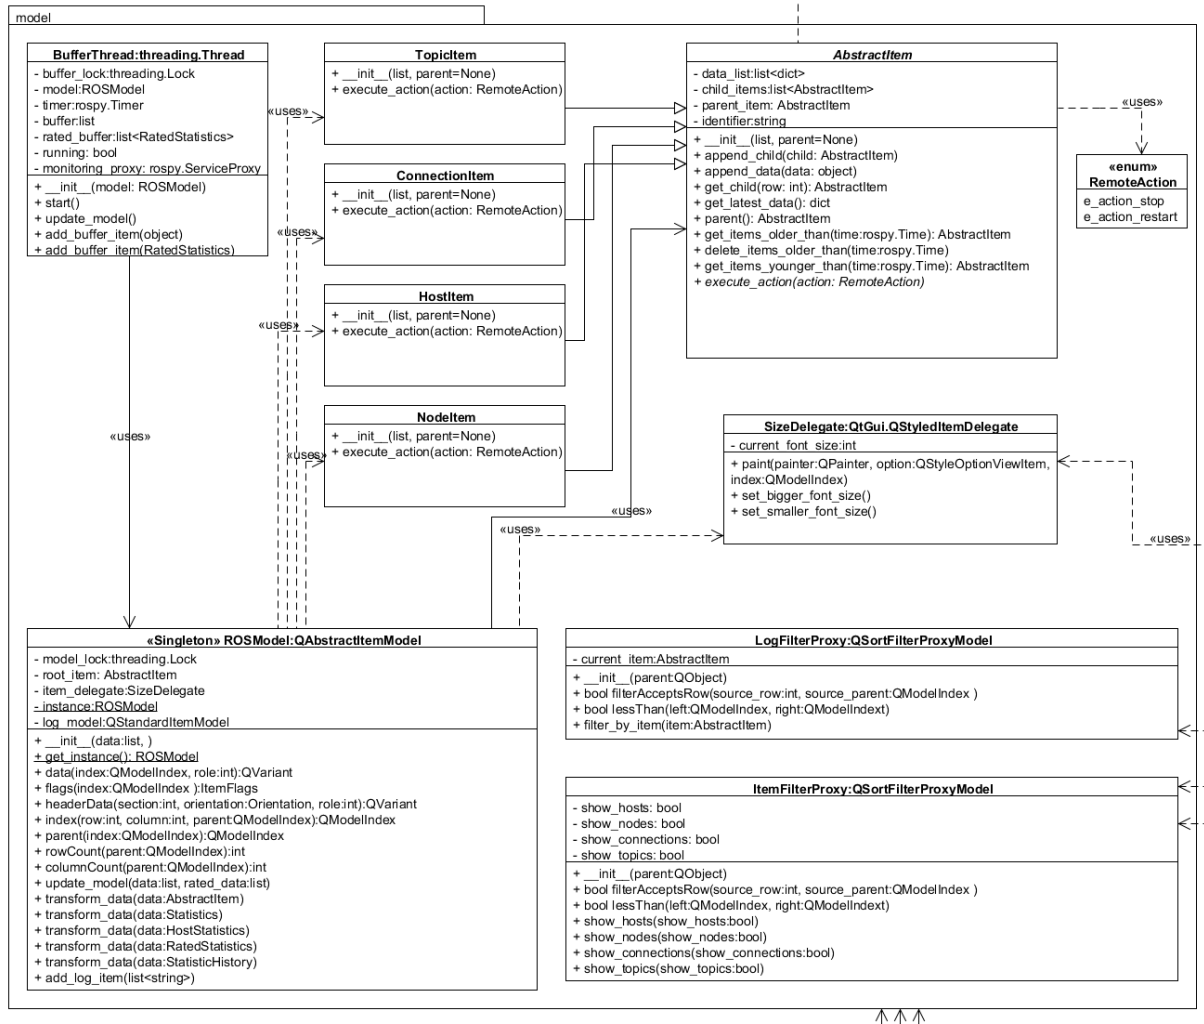 model
BufferThread:threading.Thread
- buffer_lock:threading.Lock
- model:ROSModel
- timer:rospy.Timer
- buffer:list
- rated_buffer:list<RatedStatistics>
- running: bool
- monitoring_proxy: rospy.ServiceProxy
+ __init__(model: ROSModel)
+ start()
+ update_model()
+ add_buffer_item(object)
+ add_buffer_item(RatedStatistics)
«uses»
TopicItem
+ __init__(list, parent=None)
+ execute_action(action: RemoteAction)
«uses»
ConnectionItem
+ __init__(list, parent=None)
+ execute_action(action: RemoteAction)
«uses»
HostItem
+ __init__(list, parent=None)
+ execute_action(action: RemoteAction)
«uses»
NodeItem
+ __init__(list, parent=None)
+ execute_action(action: RemoteAction)
«uses»
AbstractItem
- data_list:list<dict>
- child_items:list<AbstractItem>
- parent_item: AbstractItem
- identifier:string
+ __init__(list, parent=None)
+ append_child(child: AbstractItem)
+ append_data(data: object)
+ get_child(row: int): AbstractItem
+ get_latest_data(): dict
+ parent(): AbstractItem
+ get_items_older_than(time:rospy.Time): AbstractItem
+ delete_items_older_than(time:rospy.Time)
+ get_items_younger_than(time:rospy.Time): AbstractItem
+ execute_action(action: RemoteAction)
«uses»
«enum»
RemoteAction
e_action_stop
e_action_restart
«uses»
SizeDelegate:QtGui.QStyledItemDelegate
- current_font_size:int
+ paint(painter:QPainter, option:QStyleOptionViewItem,
index:QModelIndex)
+ set_bigger_font_size()
+ set_smaller_font_size()
«uses»
«uses»
«uses»
«Singleton» ROSModel:QAbstractItemModel
- model_lock:threading.Lock
- root_item: AbstractItem
- item_delegate:SizeDelegate
- instance:ROSModel
- log_model:QStandardItemModel
+ __init__(data:list, )
+ get_instance(): ROSModel
+ data(index:QModelIndex, role:int):QVariant
+ flags(index:QModelIndex ):ItemFlags
+ headerData(section:int, orientation:Orientation, role:int):QVariant
+ index(row:int, column:int, parent:QModelIndex):QModelIndex
+ parent(index:QModelIndex):QModelIndex
+ rowCount(parent:QModelIndex):int
+ columnCount(parent:QModelIndex):int
+ update_model(data:list, rated_data:list)
+ transform_data(data:AbstractItem)
+ transform_data(data:Statistics)
+ transform_data(data:HostStatistics)
+ transform_data(data:RatedStatistics)
+ transform_data(data:StatisticHistory)
+ add_log_item(list<string>)
LogFilterProxy:QSortFilterProxyModel
- current_item:AbstractItem
+ __init__(parent:QObject)
+ bool filterAcceptsRow(source_row:int, source_parent:QModelIndex )
+ bool lessThan(left:QModelIndex, right:QModelIndext)
+ filter_by_item(item:AbstractItem)
ItemFilterProxy:QSortFilterProxyModel
- show_hosts: bool
- show_nodes: bool
- show_connections: bool
- show_topics: bool
+ __init__(parent:QObject)
+ bool filterAcceptsRow(source_row:int, source_parent:QModelIndex )
+ bool lessThan(left:QModelIndex, right:QModelIndext)
+ show_hosts(show_hosts:bool)
+ show_nodes(show_nodes:bool)
+ show_connections(show_connections:bool)
+ show_topics(show_topics:bool)